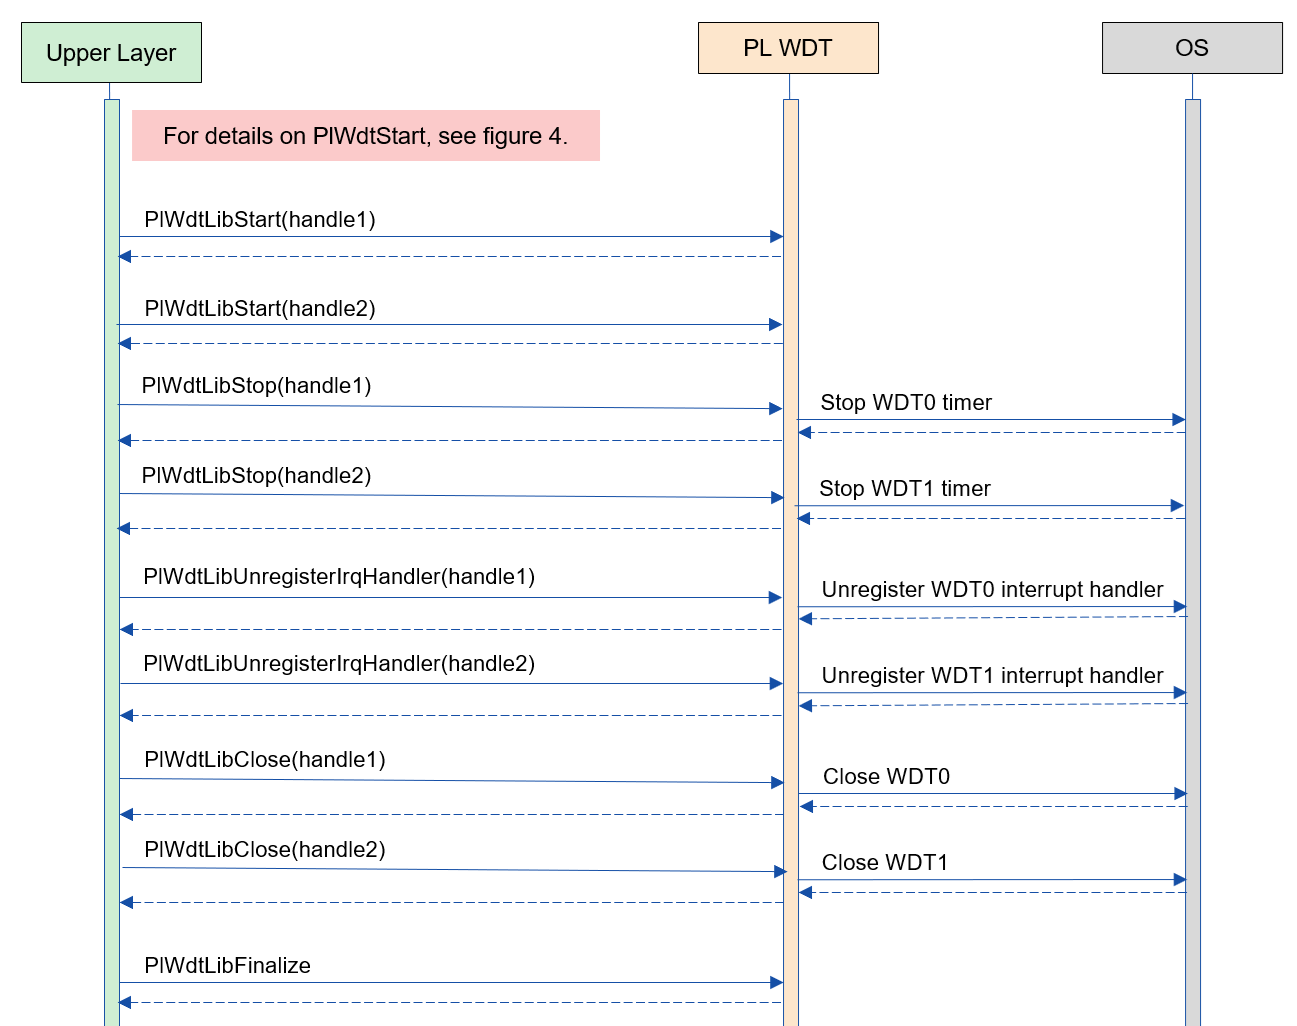 Upper Layer
PL WDT
OS
For details on PlWdtStart, see figure 4.
PlWdtLibStart(handle1)
PlWdtLibStart(handle2)
PlWdtLibStop(handle1)
Stop WDT0 timer
PlWdtLibStop(handle2)
Stop WDT1 timer
PlWdtLibUnregisterIrqHandler(handle1)
Unregister WDT0 interrupt handler
PlWdtLibUnregisterIrqHandler(handle2)
Unregister WDT1 interrupt handler
PlWdtLibClose(handle1)
Close WDT0
PlWdtLibClose(handle2)
Close WDT1
PlWdtLibFinalize